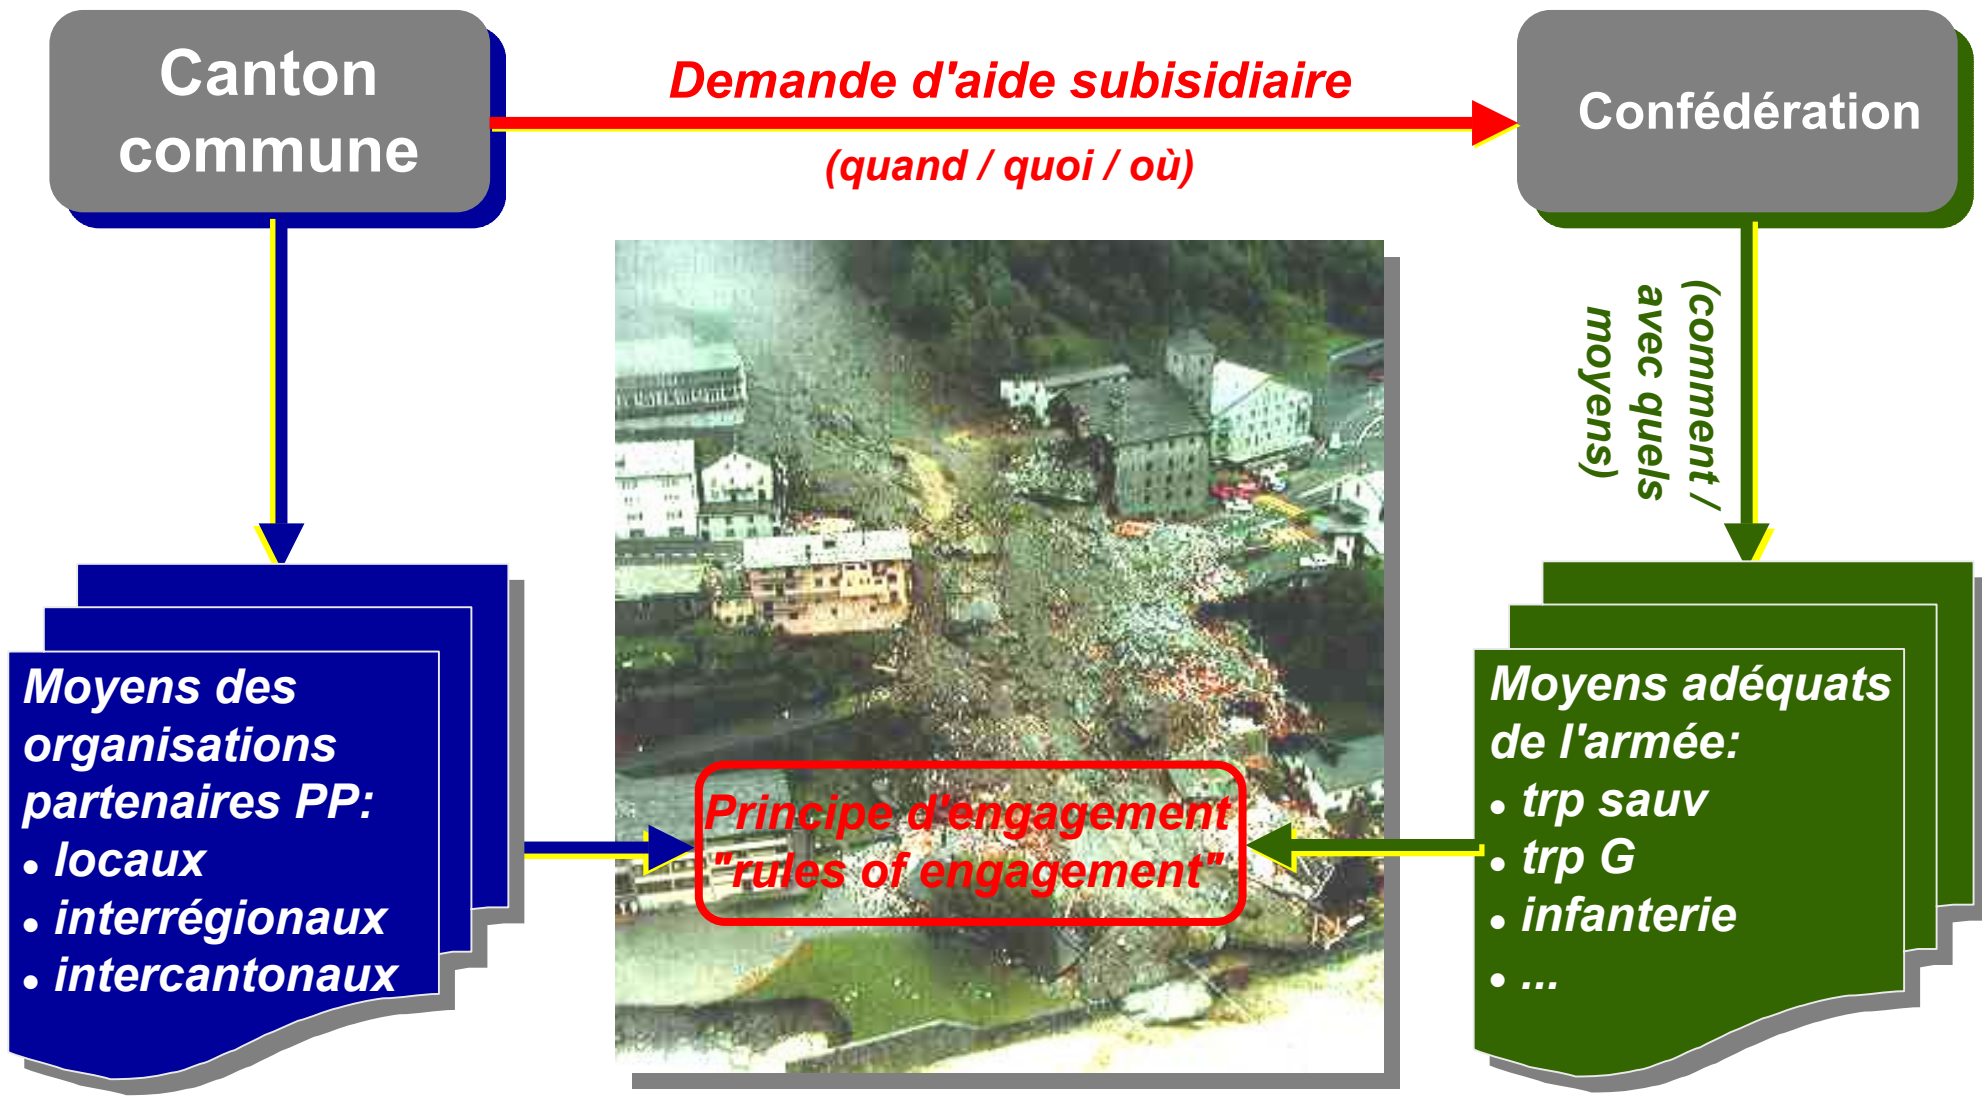 Canton
commune
Demande d'aide subisidiaire
(quand / quoi / où)
Confédération
(comment /
avec quels
moyens)
Moyens des
organisations
partenaires PP:
• locaux
• interrégionaux
• intercantonaux
Principe d'engagement
"rules of engagement"
Moyens adéquats
de l'armée:
• trp sauv
• trp G
• infanterie
• ...